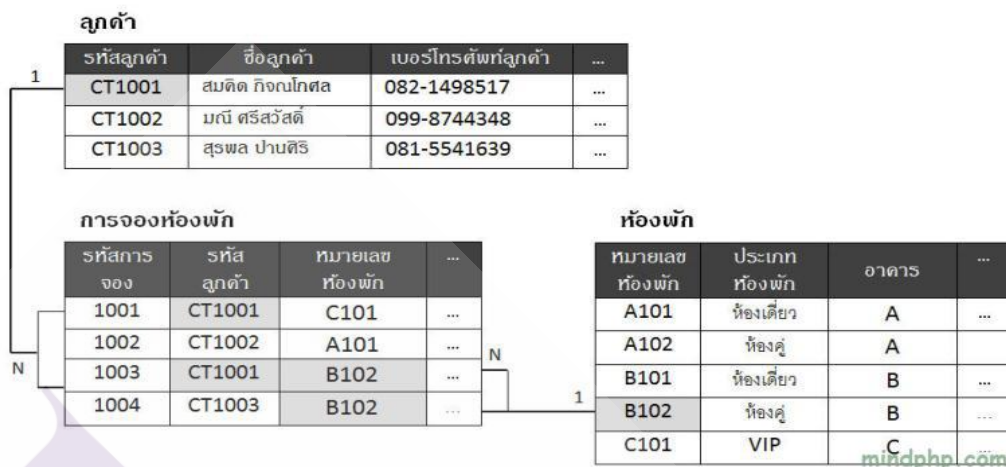 ลูกค้า
รหัสลูกค้า ชื่อลูกค้า เบอร์โทรศัพท์ลูกค้า ...
1
CT1001 สมคิด กิจณโกศล 082-1498517 ...
CT1002 มณี ศรีสวัสดิ์ 099-8744348 ...
CT1003 สุรพล ปานศิริ 081-5541639 ...
การจองห้องพัก
รหัสการ รหัส หมายเลข ...
จอง ลูกค้า ห้องพัก
1001 CT1001 C101 ...
1002 CT1002 A101 ...
1003 CT1001 B102 ...
1004 CT1003 B102 ...
N
N
1
ห้องพัก
หมายเลข ประเภท อาคาร ...
ห้องพัก ห้องพัก
A101 ห้องเดี่ยว A ...
A102 ห้องคู่ A
B101 ห้องเดี่ยว B ...
B102 ห้องคู่ B ...
C101 VIP C ...
mindphp.com